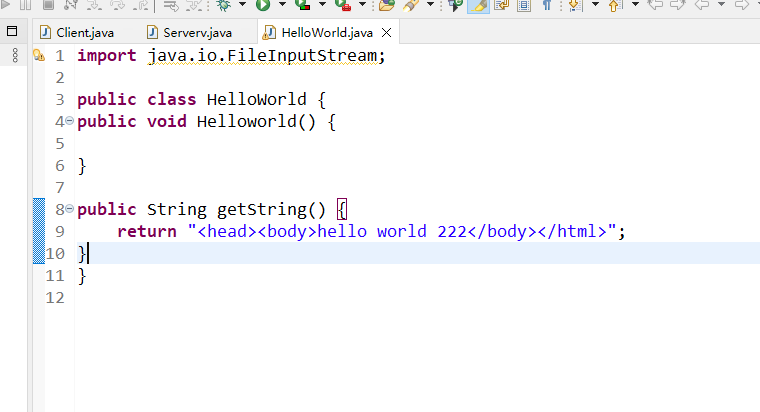 Client.java Serverv.java HelloWorld.java
1 import java.io.FileInputStream;
2
3 public class HelloWorld {
4 public void Helloworld() {
5
6 }
7
8 public String getString() {
9 return "<head><body>hello world 222</body></html>";
10 }
11 }
12